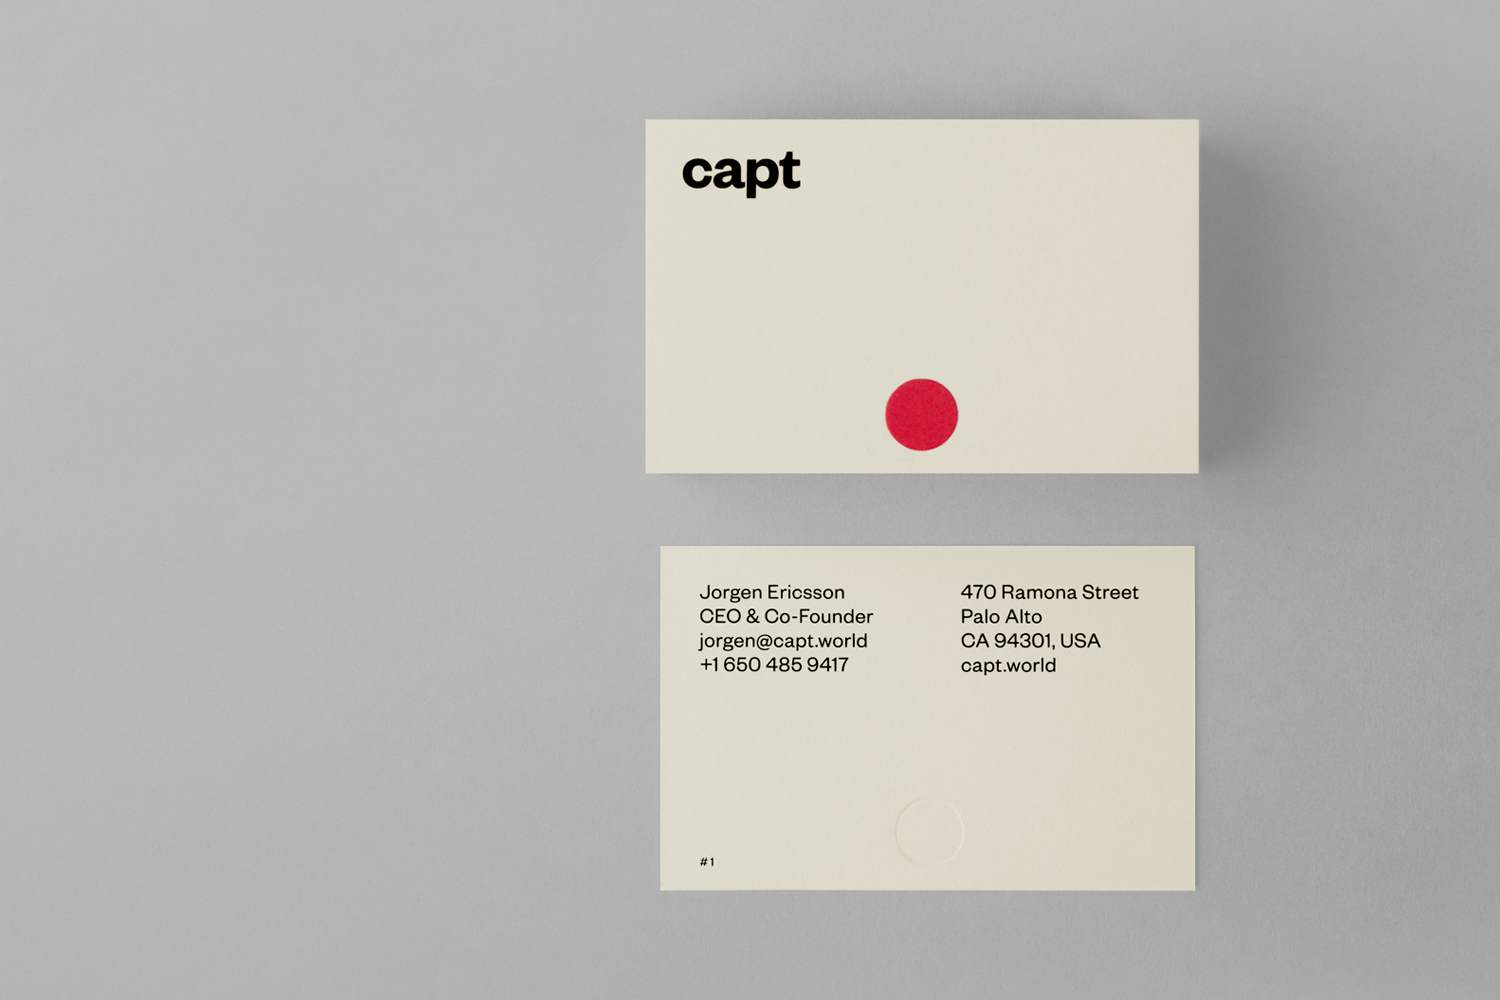 capt
Jorgen Ericsson
CEO & Co-Founder
jorgen@capt.world
+1 650 485 9417
470 Ramona Street
Palo Alto
CA 94301, USA
capt.world
#1